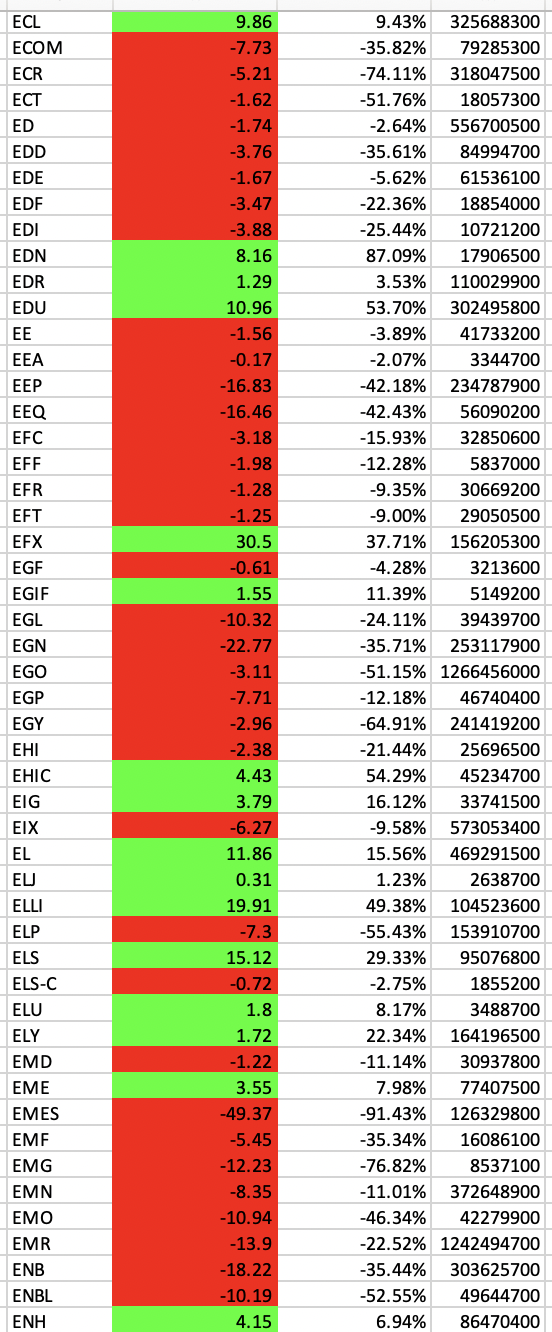 ECL 9.86 9.43% 325688300
ECOM -7.73 -35.82% 79285300
ECR -5.21 -74.11% 318047500
ECT -1.62 -51.76% 18057300
ED -1.74 -2.64% 556700500
EDD -3.76 -35.61% 84994700
EDE -1.67 -5.62% 61536100
EDF -3.47 -22.36% 18854000
EDI -3.88 -25.44% 10721200
EDN 8.16 87.09% 17906500
EDR 1.29 3.53% 110029900
EDU 10.96 53.70% 302495800
EE -1.56 -3.89% 41733200
EEA -0.17 -2.07% 3344700
EEP -16.83 -42.18% 234787900
EEQ -16.46 -42.43% 56090200
EFC -3.18 -15.93% 32850600
EFF -1.98 -12.28% 5837000
EFR -1.28 -9.35% 30669200
EFT -1.25 -9.00% 29050500
EFX 30.5 37.71% 156205300
EGF -0.61 -4.28% 3213600
EGIF 1.55 11.39% 5149200
EGL -10.32 -24.11% 39439700
EGN -22.77 -35.71% 253117900
EGO -3.11 -51.15% 1266456000
EGP -7.71 -12.18% 46740400
EGY -2.96 -64.91% 241419200
EHI -2.38 -21.44% 25696500
EHIC 4.43 54.29% 45234700
EIG 3.79 16.12% 33741500
EIX -6.27 -9.58% 573053400
EL 11.86 15.56% 469291500
ELJ 0.31 1.23% 2638700
ELLI 19.91 49.38% 104523600
ELP -7.3 -55.43% 153910700
ELS 15.12 29.33% 95076800
ELS-C -0.72 -2.75% 1855200
ELU 1.8 8.17% 3488700
ELY 1.72 22.34% 164196500
EMD -1.22 -11.14% 30937800
EME 3.55 7.98% 77407500
EMES -49.37 -91.43% 126329800
EMF -5.45 -35.34% 16086100
EMG -12.23 -76.82% 8537100
EMN -8.35 -11.01% 372648900
EMO -10.94 -46.34% 42279900
EMR -13.9 -22.52% 1242494700
ENB -18.22 -35.44% 303625700
ENBL -10.19 -52.55% 49644700
ENH 4.15 6.94% 86470400